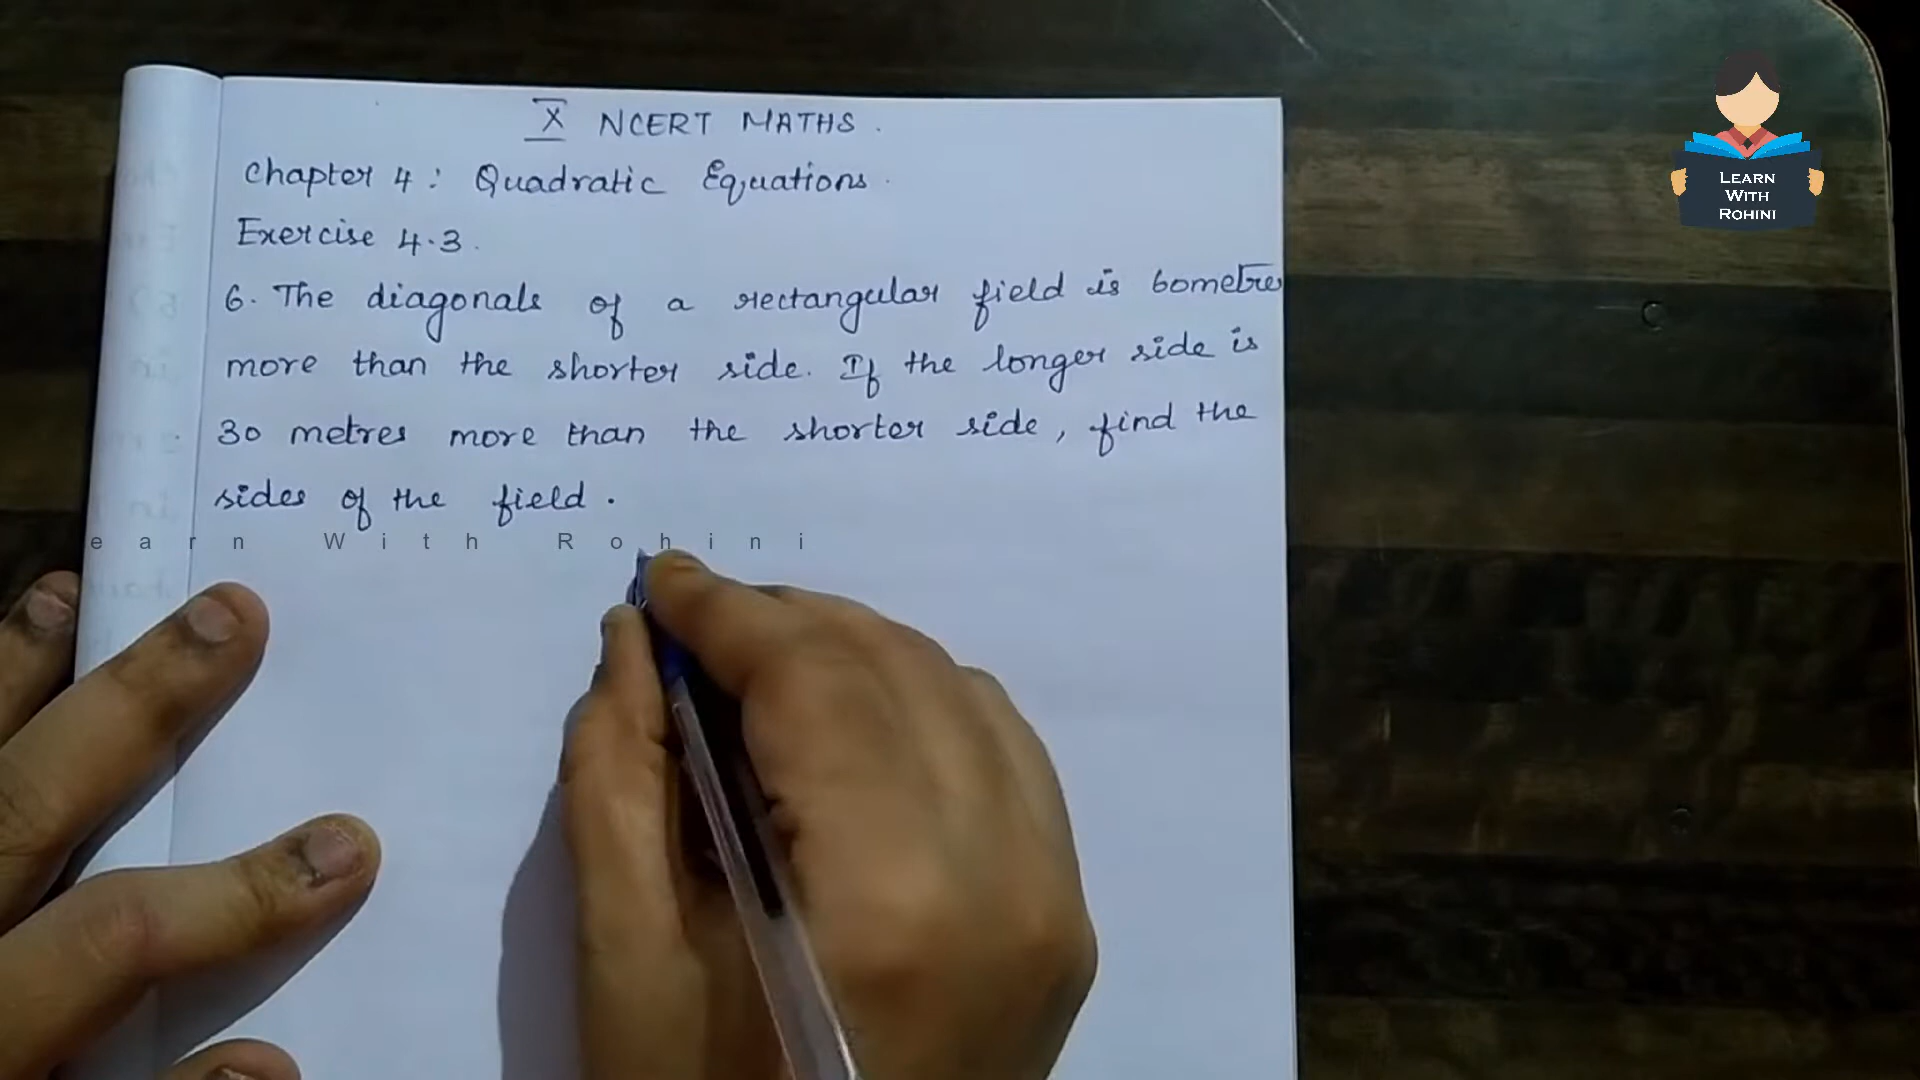 X NCERT MATHS.
Chapter 4: Quadratic Equations.
Exercise 4.3.
6. The diagonals of a rectangular field is 60metres
more than the shorter side. If the longer side is
30 metres more than the shorter side, find the
sides of the field.
earn With Rohini
LEARN
WITH
ROHINI